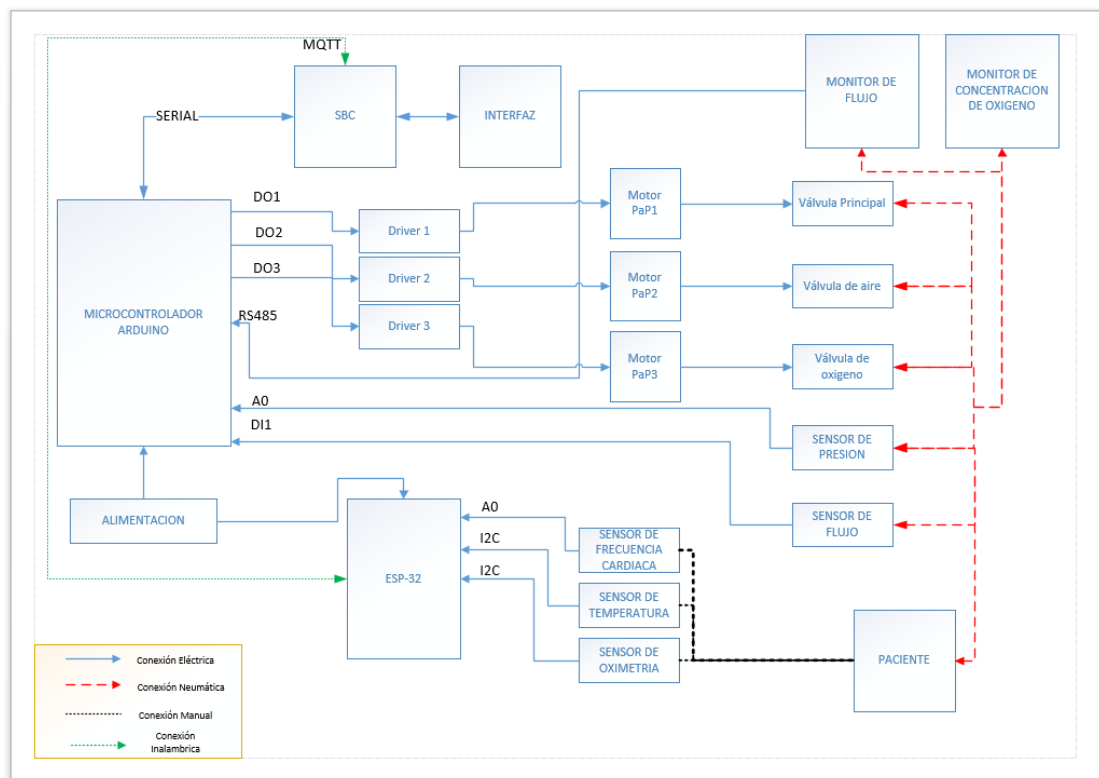 MQTT
SERIAL
SBC
INTERFAZ
MONITOR DE
FLUJO
MONITOR DE
CONCENTRACION
DE OXIGENO
DO1
DO2
DO3
RS485
A0
DI1
MICROCONTROLADOR
ARDUINO
Driver 1
Driver 2
Driver 3
Motor
PaP1
Motor
PaP2
Motor
PaP3
Válvula Principal
Válvula de aire
Válvula de
oxigeno
SENSOR DE
PRESION
SENSOR DE
FLUJO
ALIMENTACION
ESP-32
A0
I2C
I2C
SENSOR DE
FRECUENCIA
CARDIACA
SENSOR DE
TEMPERATURA
SENSOR DE
OXIMETRIA
PACIENTE
Conexión Eléctrica
Conexión Neumática
Conexión Manual
Conexión
Inalambrica